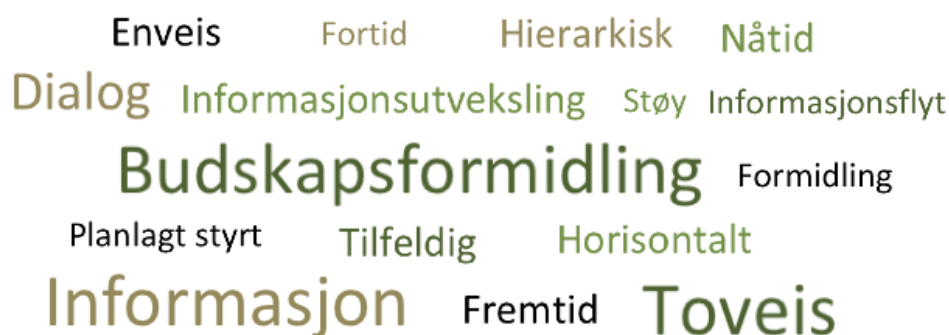 Enveis Fortid Hierarkisk Nåtid
Dialog Informasjonsutveksling Støy Informasjonsflyt
Budskapsformidling Formidling
Planlagt styrt Tilfeldig Horisontalt
Informasjon Fremtid Toveis